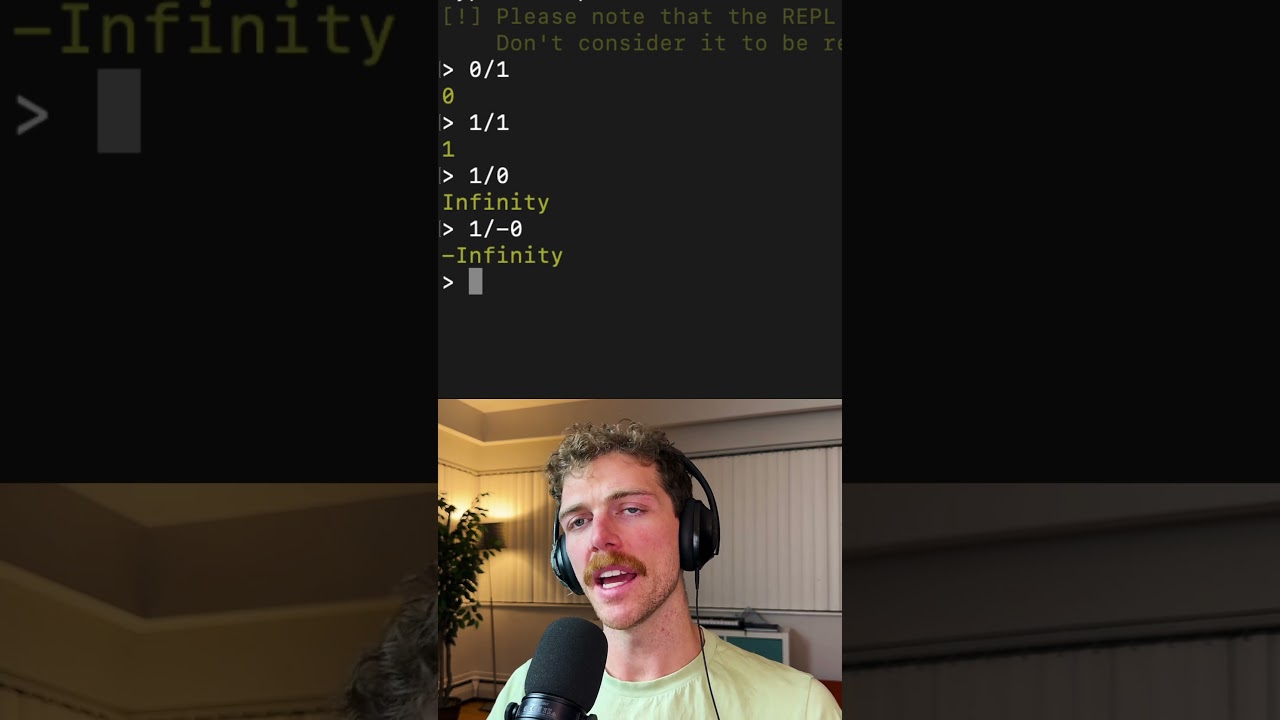 [!] Please note that the REPL
Don't consider it to be re
> 0/1
0
> 1/1
1
> 1/0
Infinity
> 1/-0
-Infinity
>
-Infinity
>